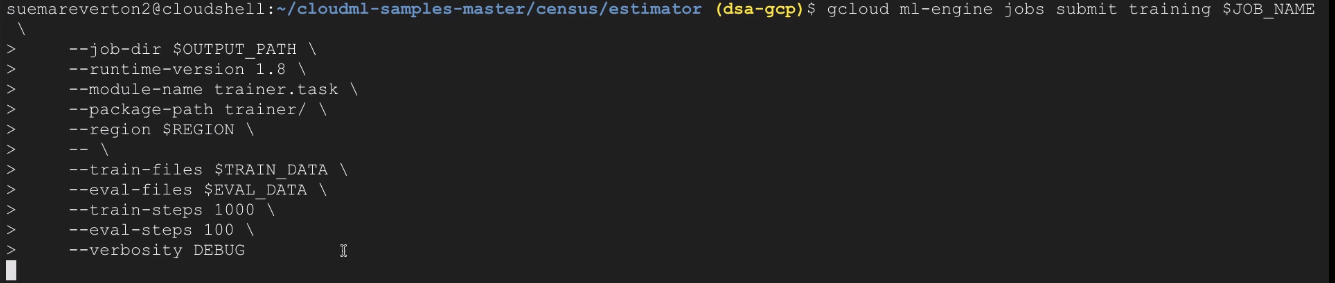 suemareverton2@cloudshell:~/cloudml-samples-master/census/estimator (dsa-gcp)$ gcloud ml-engine jobs submit training $JOB_NAME
\
>     --job-dir $OUTPUT_PATH \
>     --runtime-version 1.8 \
>     --module-name trainer.task \
>     --package-path trainer/ \
>     --region $REGION \
>     -- \
>     --train-files $TRAIN_DATA \
>     --eval-files $EVAL_DATA \
>     --train-steps 1000 \
>     --eval-steps 100 \
>     --verbosity DEBUG